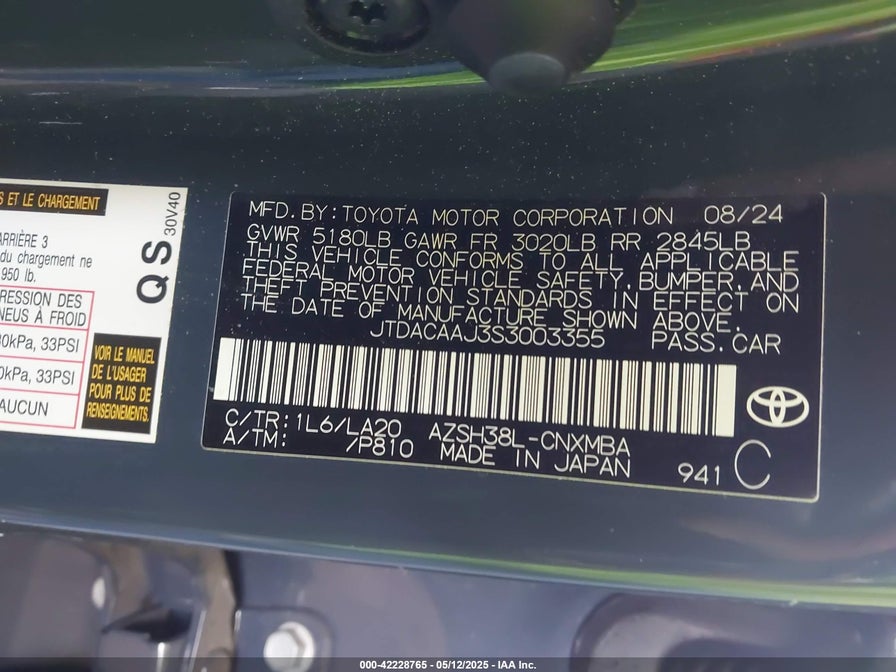 S ET LE CHARGEMENT
ARRIÈRE 3
du chargement ne
950 lb.
RESSION DES
NEUS À FROID
0kPa, 33PSI
0kPa, 33PSI
AUCUN
VOIR LE MANUEL
DE L'USAGER
POUR PLUS DE
RENSEIGNEMENTS.
QS
30V40
MFD. BY: TOYOTA MOTOR CORPORATION 08/24
GVWR 5180LB GAWR FR 3020LB RR 2845LB
THIS VEHICLE CONFORMS TO ALL APPLICABLE
FEDERAL MOTOR VEHICLE SAFETY, BUMPER, AND
THEFT PREVENTION STANDARDS IN EFFECT ON
THE DATE OF MANUFACTURE SHOWN ABOVE.
JTDACAAJ3S3003355 PASS. CAR
C/TR: 1L6/LA20 AZSH38L-CNXMBA
A/TM: /P810 MADE IN JAPAN
941 C
000-42228765 - 05/12/2025 - IAA Inc.